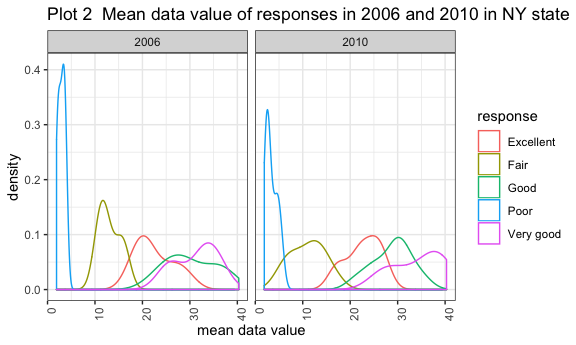 Plot 2  Mean data value of responses in 2006 and 2010 in NY state
2006
2010
density
0.4
0.3
0.2
0.1
0.0
0
10
20
30
40
0
10
20
30
40
mean data value
response
Excellent
Fair
Good
Poor
Very good